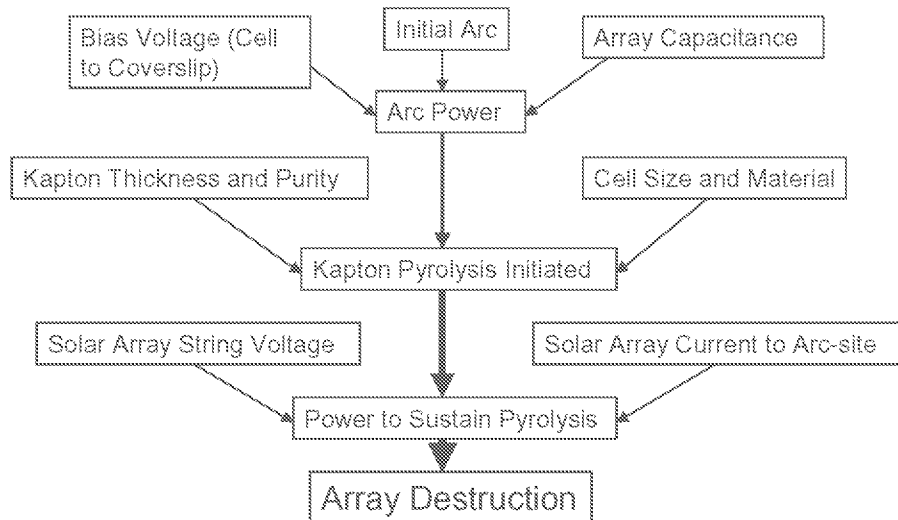 Initial Arc
Bias Voltage (Cell
to Coverslip)
Array Capacitance
Arc Power
Kapton Thickness and Purity
Cell Size and Material
Kapton Pyrolysis Initiated
Solar Array String Voltage
Solar Array Current to Arc-site
Power to Sustain Pyrolysis
Array Destruction